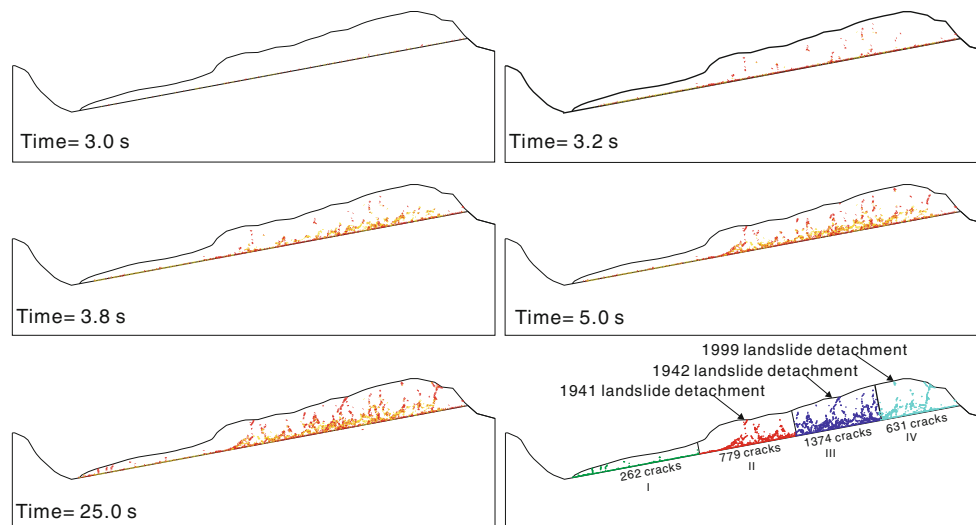 Time= 3.0 s
Time= 3.2 s
Time= 3.8 s
Time= 5.0 s
Time= 25.0 s
1999 landslide detachment
1942 landslide detachment
1941 landslide detachment
262 cracks
I
779 cracks
II
1374 cracks
III
631 cracks
IV